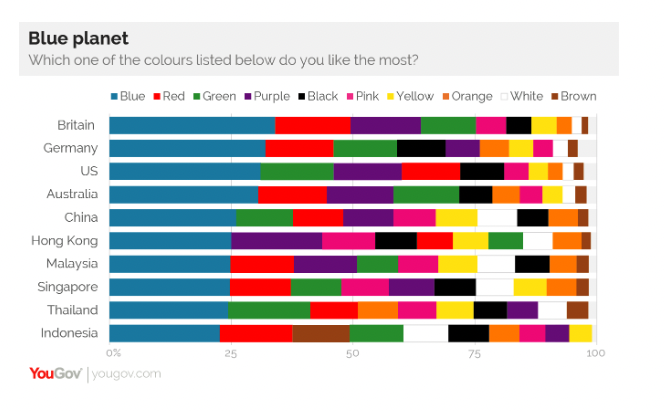 Blue planet
Which one of the colours listed below do you like the most?
Blue Red Green Purple Black Pink Yellow Orange White Brown
Britain
Germany
US
Australia
China
Hong Kong
Malaysia
Singapore
Thailand
Indonesia
0% 25 50 75 100
YouGov | yougov.com